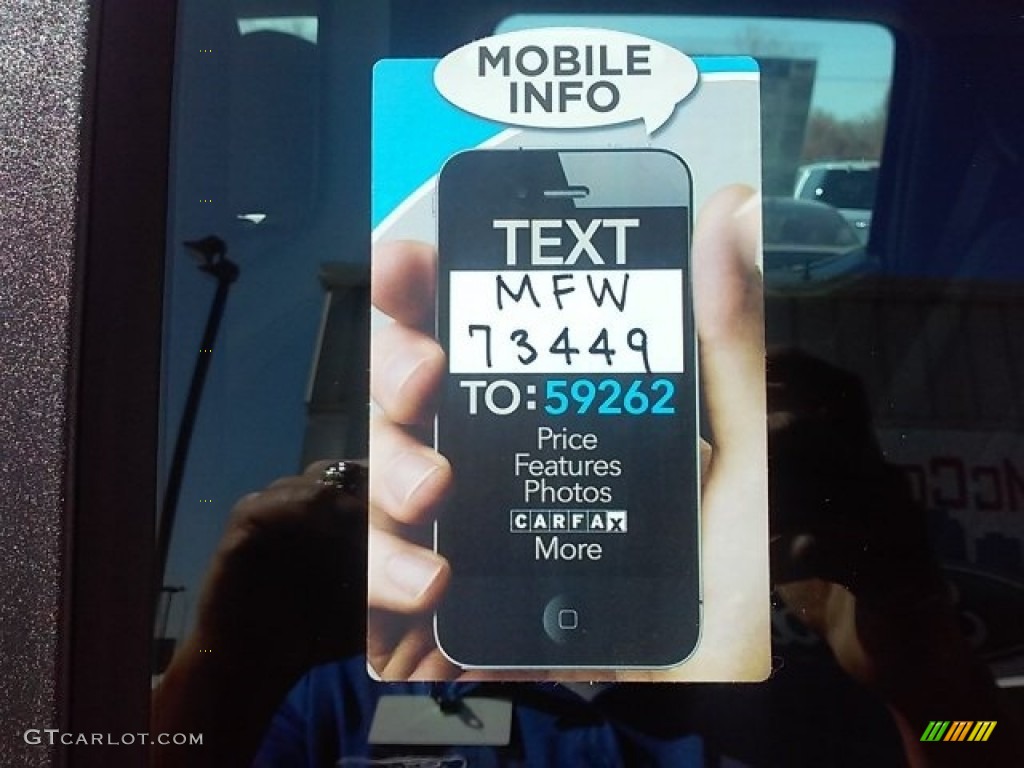 MOBILE
INFO
TEXT
MFW
73449
TO: 59262
Price
Features
Photos
CARFAX
More
GTCARLOT.COM